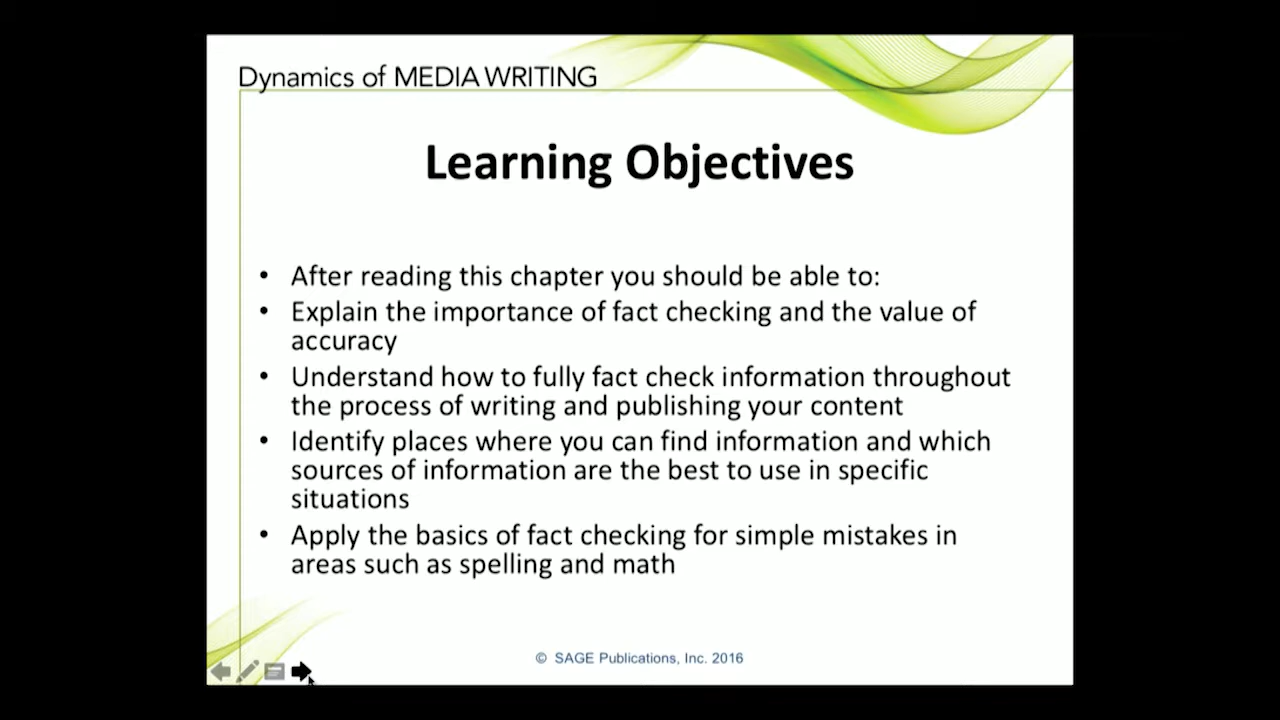 Dynamics of MEDIA WRITING
Learning Objectives
• After reading this chapter you should be able to:
• Explain the importance of fact checking and the value of
accuracy
• Understand how to fully fact check information throughout
the process of writing and publishing your content
• Identify places where you can find information and which
sources of information are the best to use in specific
situations
• Apply the basics of fact checking for simple mistakes in
areas such as spelling and math
© SAGE Publications, Inc. 2016